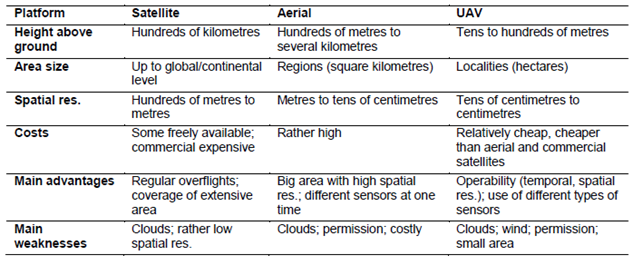 Platform Satellite Aerial UAV
Height above Hundreds of kilometres Hundreds of metres to Tens to hundreds of metres
ground several kilometres
Area size Up to global/continental Regions (square kilometres) Localities (hectares)
level
Spatial res. Hundreds of metres to Metres to tens of centimetres Tens of centimetres to
metres centimetres
Costs Some freely available; Rather high Relatively cheap, cheaper
commercial expensive than aerial and commercial
satellites
Main advantages Regular overflights; Big area with high spatial Operability (temporal, spatial
coverage of extensive res.; different sensors at one res.); use of different types of
area time sensors
Main Clouds; rather low Clouds; permission; costly Clouds; wind; permission;
weaknesses spatial res. small area